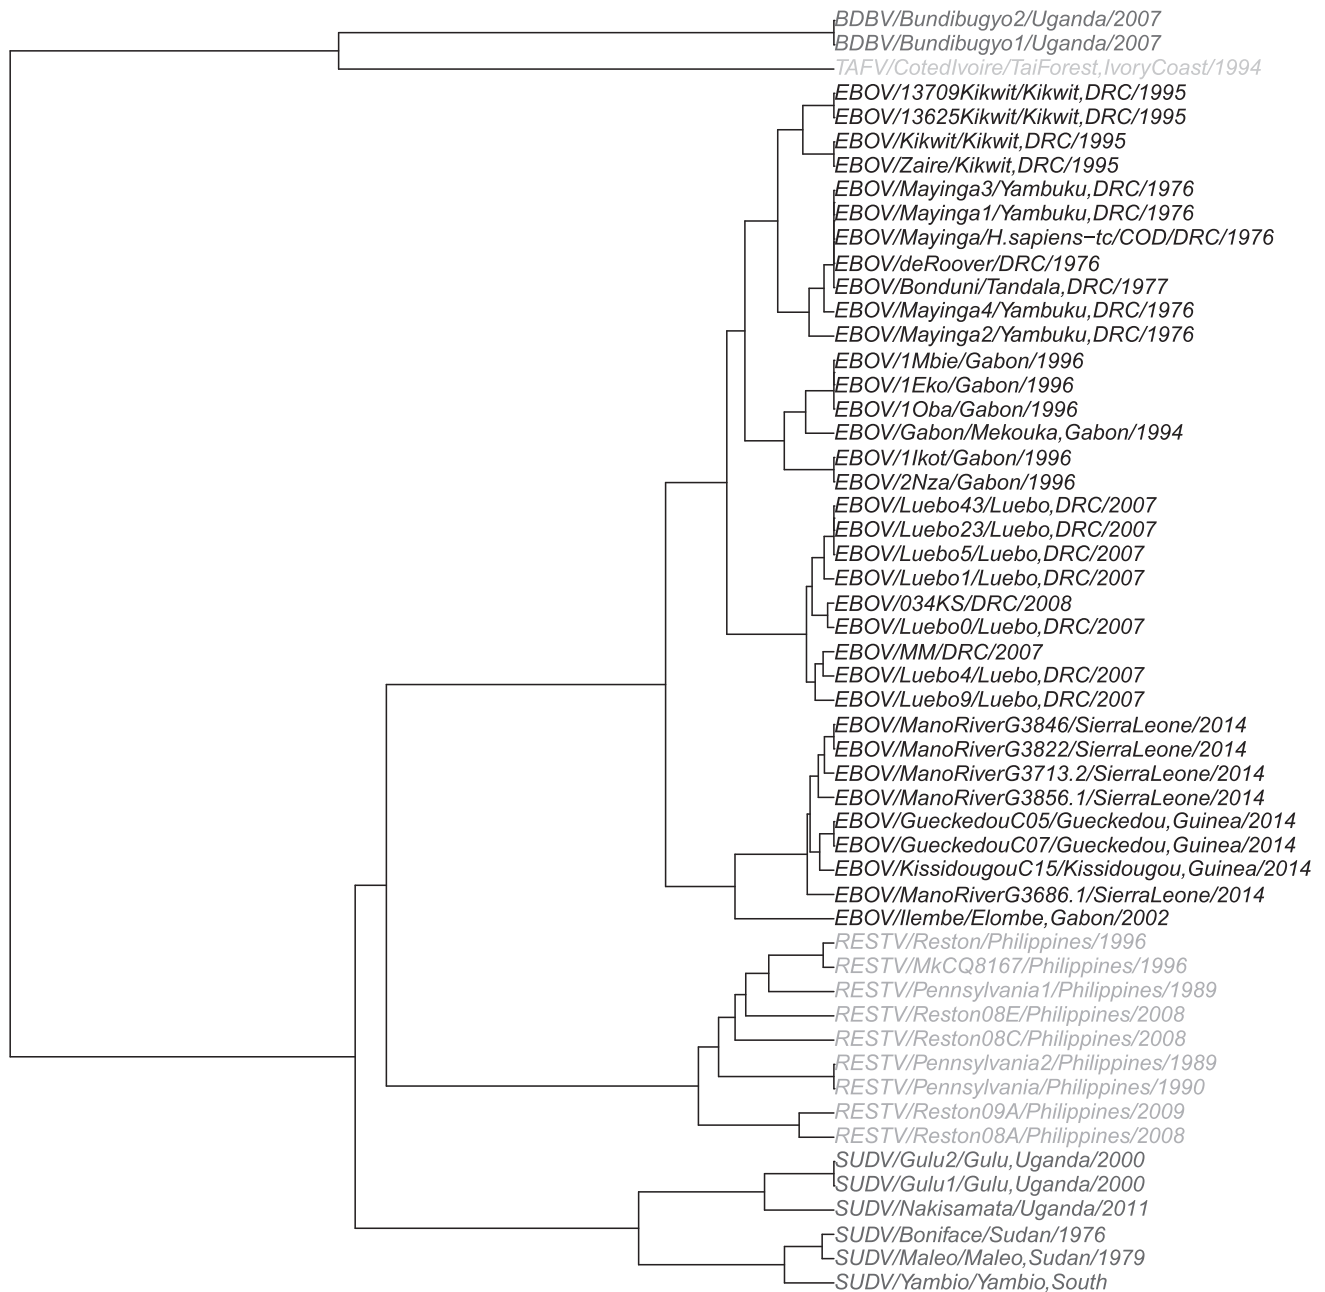 BDBV/Bundibugyo2/Uganda/2007
BDBV/Bundibugyo1/Uganda/2007
TAFV/CotedIvoire/TaiForest,IvoryCoast/1994
EBOV/13709Kikwit/Kikwit,DRC/1995
EBOV/13625Kikwit/Kikwit,DRC/1995
EBOV/Kikwit/Kikwit,DRC/1995
EBOV/Zaire/Kikwit,DRC/1995
EBOV/Mayinga3/Yambuku,DRC/1976
EBOV/Mayinga1/Yambuku,DRC/1976
EBOV/Mayinga/H.sapiens−tc/COD/DRC/1976
EBOV/deRoover/DRC/1976
EBOV/Bonduni/Tandala,DRC/1977
EBOV/Mayinga4/Yambuku,DRC/1976
EBOV/Mayinga2/Yambuku,DRC/1976
EBOV/1Mbie/Gabon/1996
EBOV/1Eko/Gabon/1996
EBOV/1Oba/Gabon/1996
EBOV/Gabon/Mekouka,Gabon/1994
EBOV/1Ikot/Gabon/1996
EBOV/2Nza/Gabon/1996
EBOV/Luebo43/Luebo,DRC/2007
EBOV/Luebo23/Luebo,DRC/2007
EBOV/Luebo5/Luebo,DRC/2007
EBOV/Luebo1/Luebo,DRC/2007
EBOV/034KS/DRC/2008
EBOV/Luebo0/Luebo,DRC/2007
EBOV/MM/DRC/2007
EBOV/Luebo4/Luebo,DRC/2007
EBOV/Luebo9/Luebo,DRC/2007
EBOV/ManoRiverG3846/SierraLeone/2014
EBOV/ManoRiverG3822/SierraLeone/2014
EBOV/ManoRiverG3713.2/SierraLeone/2014
EBOV/ManoRiverG3856.1/SierraLeone/2014
EBOV/GueckedouC05/Gueckedou,Guinea/2014
EBOV/GueckedouC07/Gueckedou,Guinea/2014
EBOV/KissidougouC15/Kissidougou,Guinea/2014
EBOV/ManoRiverG3686.1/SierraLeone/2014
EBOV/Ilembe/Elombe,Gabon/2002
RESTV/Reston/Philippines/1996
RESTV/MkCQ8167/Philippines/1996
RESTV/Pennsylvania1/Philippines/1989
RESTV/Reston08E/Philippines/2008
RESTV/Reston08C/Philippines/2008
RESTV/Pennsylvania2/Philippines/1989
RESTV/Pennsylvania/Philippines/1990
RESTV/Reston09A/Philippines/2009
RESTV/Reston08A/Philippines/2008
SUDV/Gulu2/Gulu,Uganda/2000
SUDV/Gulu1/Gulu,Uganda/2000
SUDV/Nakisamata/Uganda/2011
SUDV/Boniface/Sudan/1976
SUDV/Maleo/Maleo,Sudan/1979
SUDV/Yambio/Yambio,South